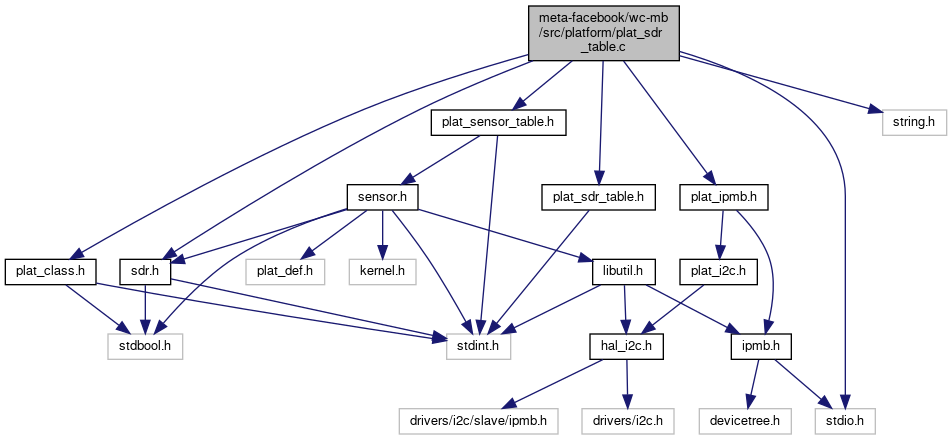 meta-facebook/wc-mb
/src/platform/plat_sdr
_table.c
plat_sensor_table.h
string.h
sensor.h
plat_sdr_table.h
plat_ipmb.h
plat_class.h
sdr.h
plat_def.h
kernel.h
libutil.h
plat_i2c.h
stdbool.h
stdint.h
hal_i2c.h
ipmb.h
drivers/i2c/slave/ipmb.h
drivers/i2c.h
devicetree.h
stdio.h